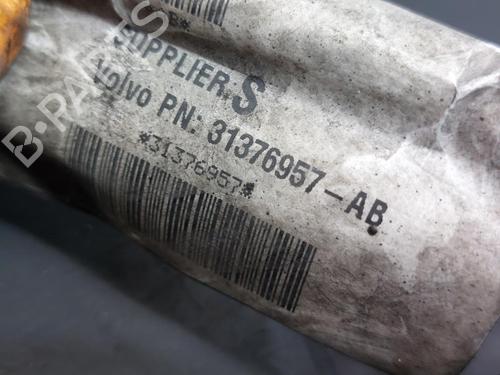 SUPPLIER S
Volvo PN: 31376957-AB
*31376957*
B-PARTS